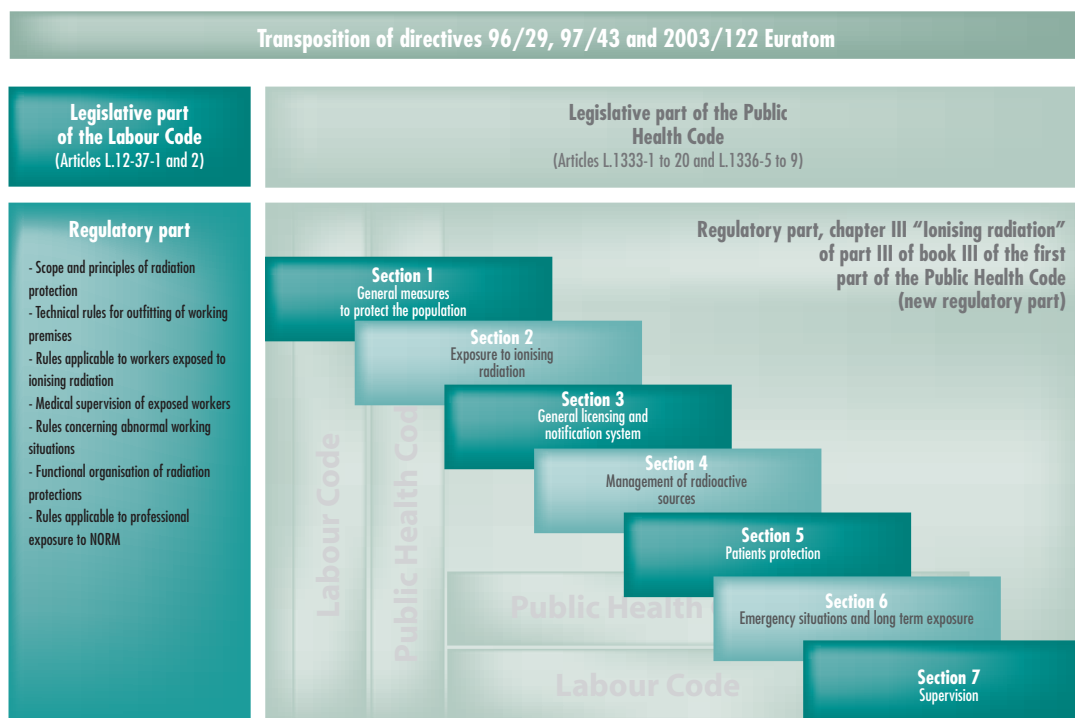 Transposition of directives 96/29, 97/43 and 2003/122 Euratom
Legislative part
of the Labour Code
(Articles L.12-37-1 and 2)
Legislative part of the Public
Health Code
(Articles L.1333-1 to 20 and L.1336-5 to 9)
Regulatory part
- Scope and principles of radiation
protection
- Technical rules for outfitting of working
premises
- Rules applicable to workers exposed to
ionising radiation
- Medical supervision of exposed workers
- Rules concerning abnormal working
situations
- Functional organisation of radiation
protections
- Rules applicable to professional
exposure to NORM
Regulatory part, chapter III “Ionising radiation”
of part III of book III of the first
part of the Public Health Code
(new regulatory part)
Section 1
General measures
to protect the population
Section 2
Exposure to ionising
radiation
Section 3
General licensing and
notification system
Section 4
Management of radioactive
sources
Section 5
Patients protection
Section 6
Emergency situations and long term exposure
Section 7
Supervision
Labour Code
Public Health Cod
Public Health
Labour Code